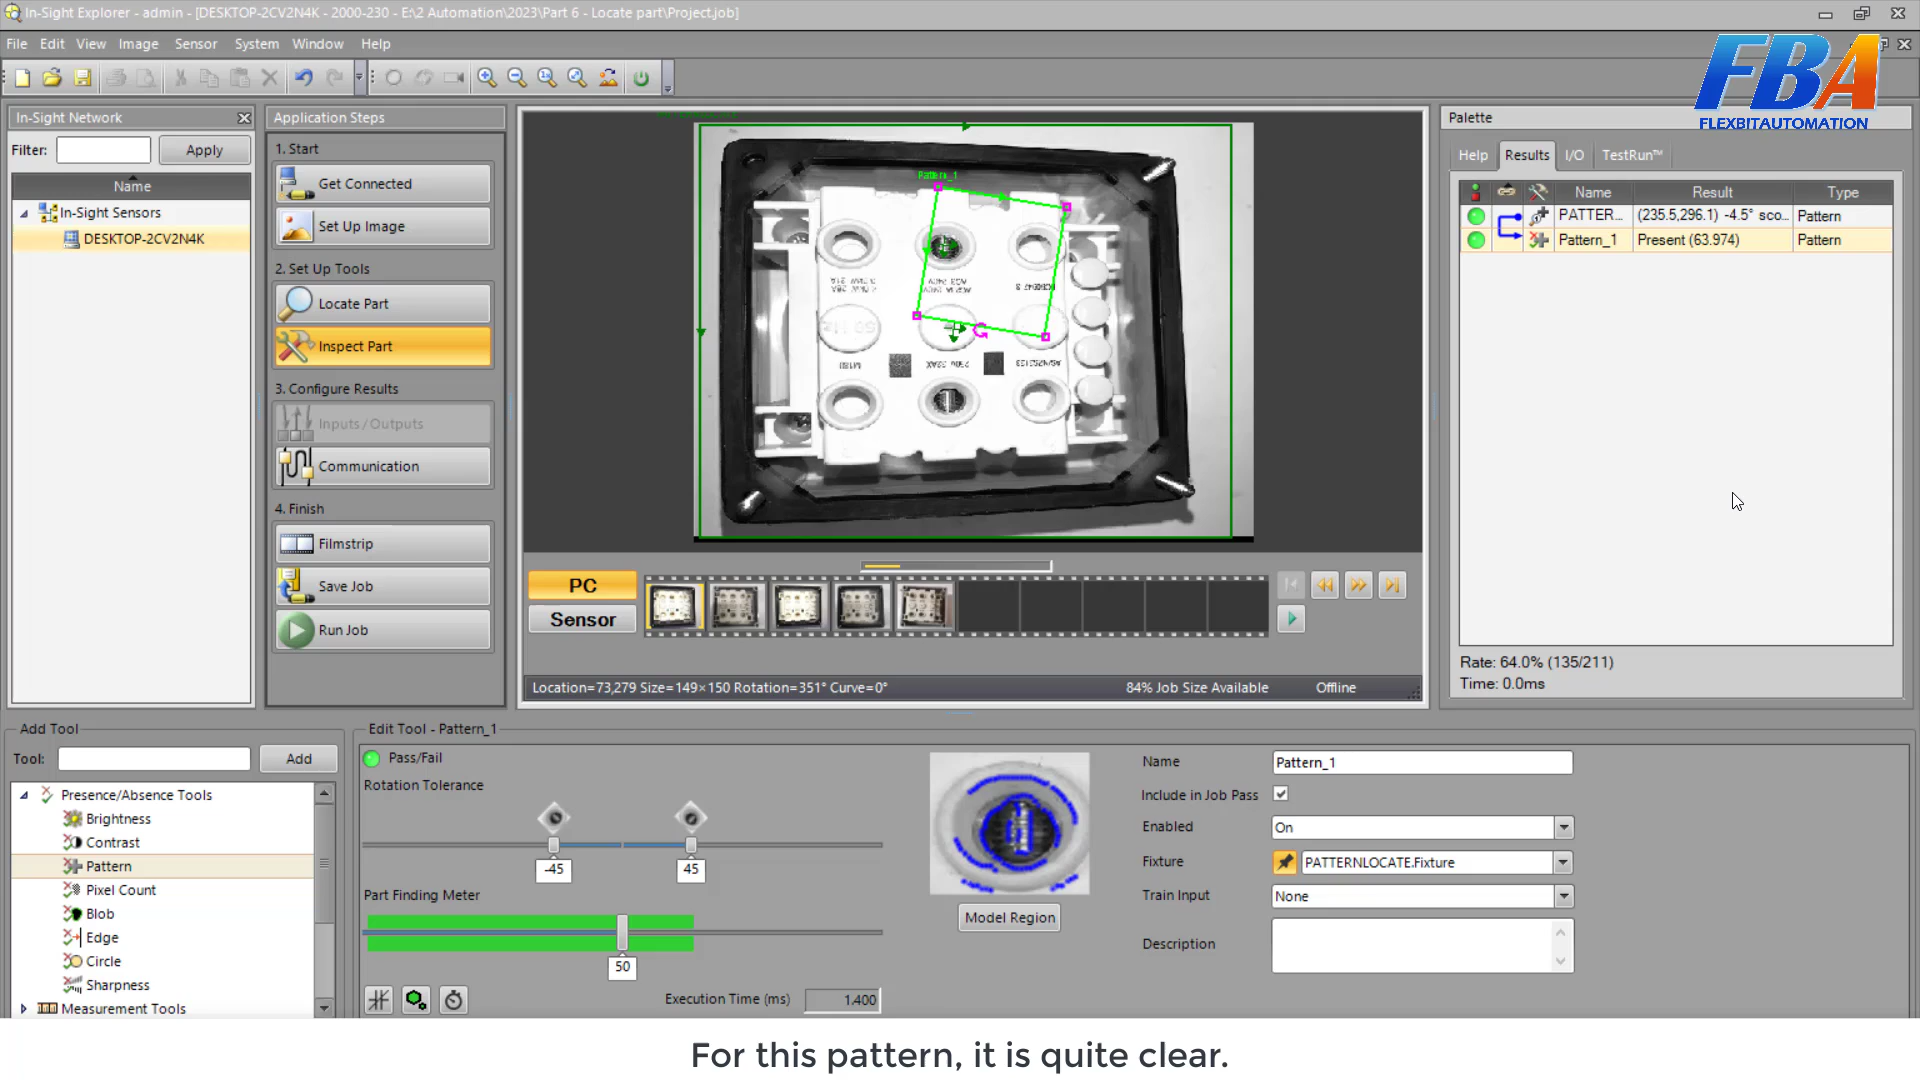 In-Sight Explorer - admin - [DESKTOP-2CV2N4K - 2000-230 - E:\2 Automation\2023\Part 6 - Locate part\Project.job]
File Edit View Image Sensor System Window Help
FBA
FLEXBITAUTOMATION
In-Sight Network
Filter:
Apply
Name
In-Sight Sensors
DESKTOP-2CV2N4K
Application Steps
1. Start
Get Connected
Set Up Image
2. Set Up Tools
Locate Part
Inspect Part
3. Configure Results
Inputs/Outputs
Communication
4. Finish
Filmstrip
Save Job
Run Job
Pattern_1
PC
Sensor
Location=73,279 Size=149×150 Rotation=351° Curve=0°
84% Job Size Available
Offline
Palette
Help Results I/O TestRun™
Name Result Type
PATTER... (235.5,296.1) -4.5° sco... Pattern
Pattern_1 Present (63.974) Pattern
Rate: 64.0% (135/211)
Time: 0.0ms
Add Tool
Tool:
Add
Presence/Absence Tools
Brightness
Contrast
Pattern
Pixel Count
Blob
Edge
Circle
Sharpness
Measurement Tools
Edit Tool - Pattern_1
Pass/Fail
Rotation Tolerance
-45 45
Part Finding Meter
50
Execution Time (ms) 1.400
Model Region
Name Pattern_1
Include in Job Pass
Enabled On
Fixture PATTERNLOCATE.Fixture
Train Input None
Description
For this pattern, it is quite clear.